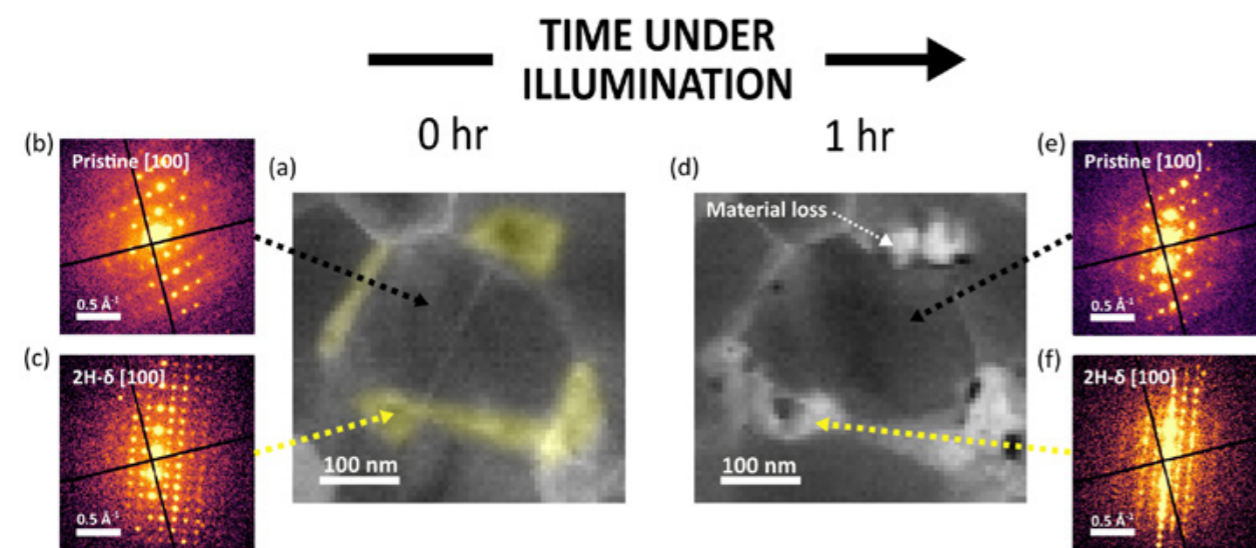 TIME UNDER
ILLUMINATION
0 hr
1 hr
(b)
Pristine [100]
0.5 Å⁻¹
(a)
100 nm
(c)
2H-δ [100]
0.5 Å⁻¹
(d)
Material loss
100 nm
(e)
Pristine [100]
0.5 Å⁻¹
(f)
2H-δ [100]
0.5 Å⁻¹